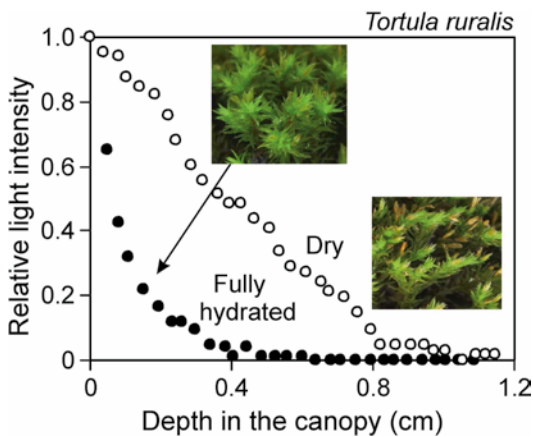 Tortula ruralis
1.0
0.8
0.6
0.4
0.2
0
Relative light intensity
Dry
Fully
hydrated
0
0.4
0.8
1.2
Depth in the canopy (cm)